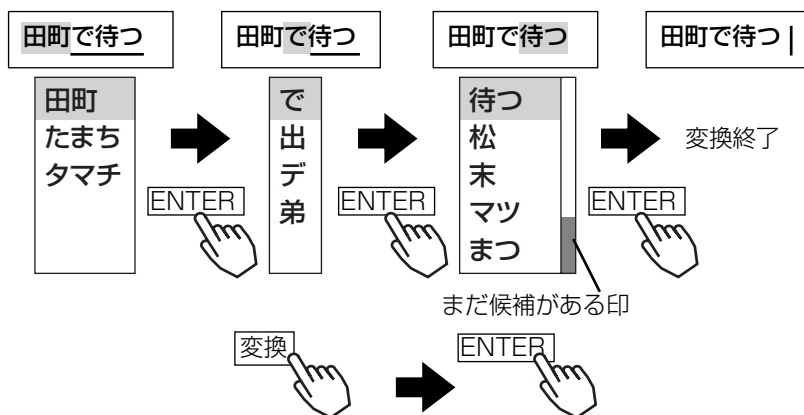 田町で待つ
田町で待つ
田町で待つ
田町で待つ
田町
たまち
タマチ
ENTER
で
出
デ
弟
ENTER
待つ
松
末
マツ
まつ
ENTER
変換終了
まだ候補がある印
変換
ENTER